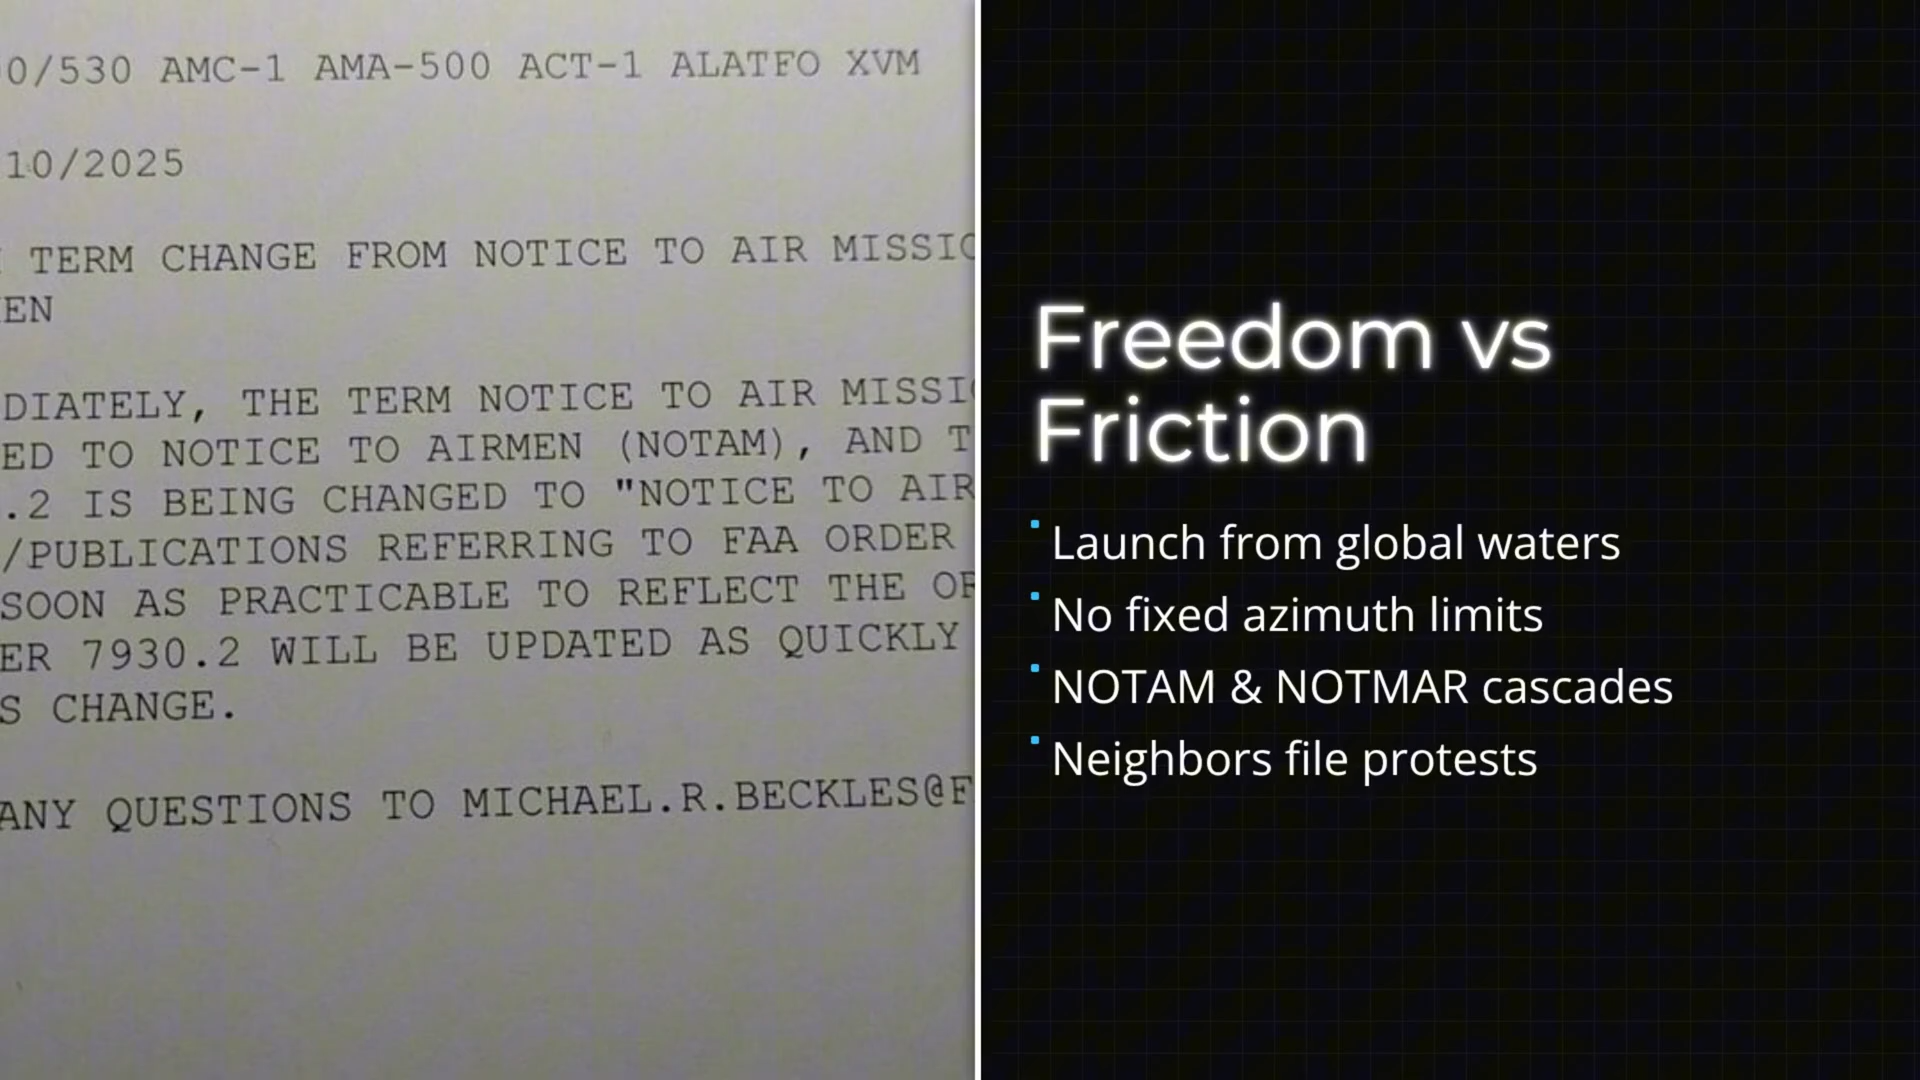 0/530 AMC-1 AMA-500 ACT-1 ALATFO XVM
10/2025
TERM CHANGE FROM NOTICE TO AIR MISSIO
EN
DIATELY, THE TERM NOTICE TO AIR MISSIO
ED TO NOTICE TO AIRMEN (NOTAM), AND T
.2 IS BEING CHANGED TO "NOTICE TO AIR
/PUBLICATIONS REFERRING TO FAA ORDER
SOON AS PRACTICABLE TO REFLECT THE OR
ER 7930.2 WILL BE UPDATED AS QUICKLY
S CHANGE.
ANY QUESTIONS TO MICHAEL.R.BECKLES@F
Freedom vs
Friction
Launch from global waters
No fixed azimuth limits
NOTAM & NOTMAR cascades
Neighbors file protests